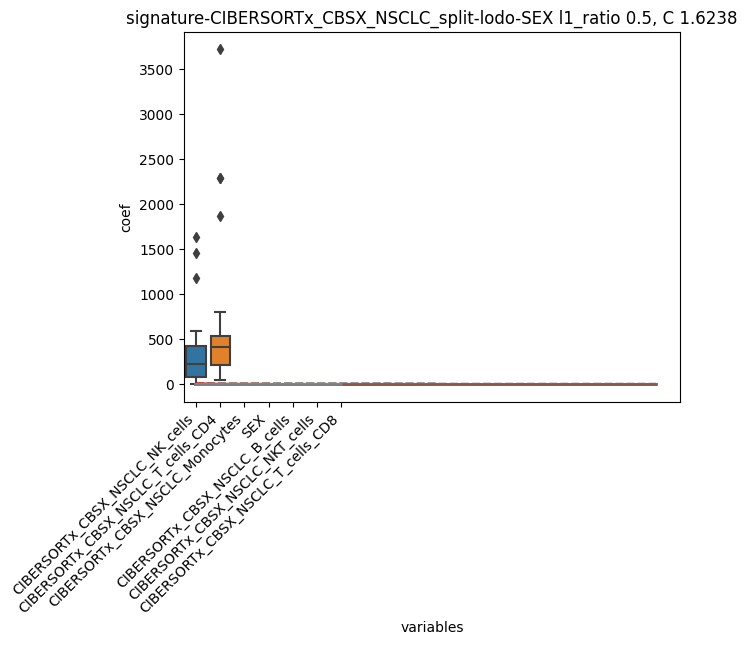 signature-CIBERSORTx_CBSX_NSCLC_split-lodo-SEX l1_ratio 0.5, C 1.6238
3500
3000
2500
2000
1500
1000
500
0
coef
CIBERSORTx_CBSX_NSCLC_NK_cells
CIBERSORTx_CBSX_NSCLC_T_cells_CD4
CIBERSORTx_CBSX_NSCLC_Monocytes
SEX
CIBERSORTx_CBSX_NSCLC_B_cells
CIBERSORTx_CBSX_NSCLC_NKT_cells
CIBERSORTx_CBSX_NSCLC_T_cells_CD8
variables